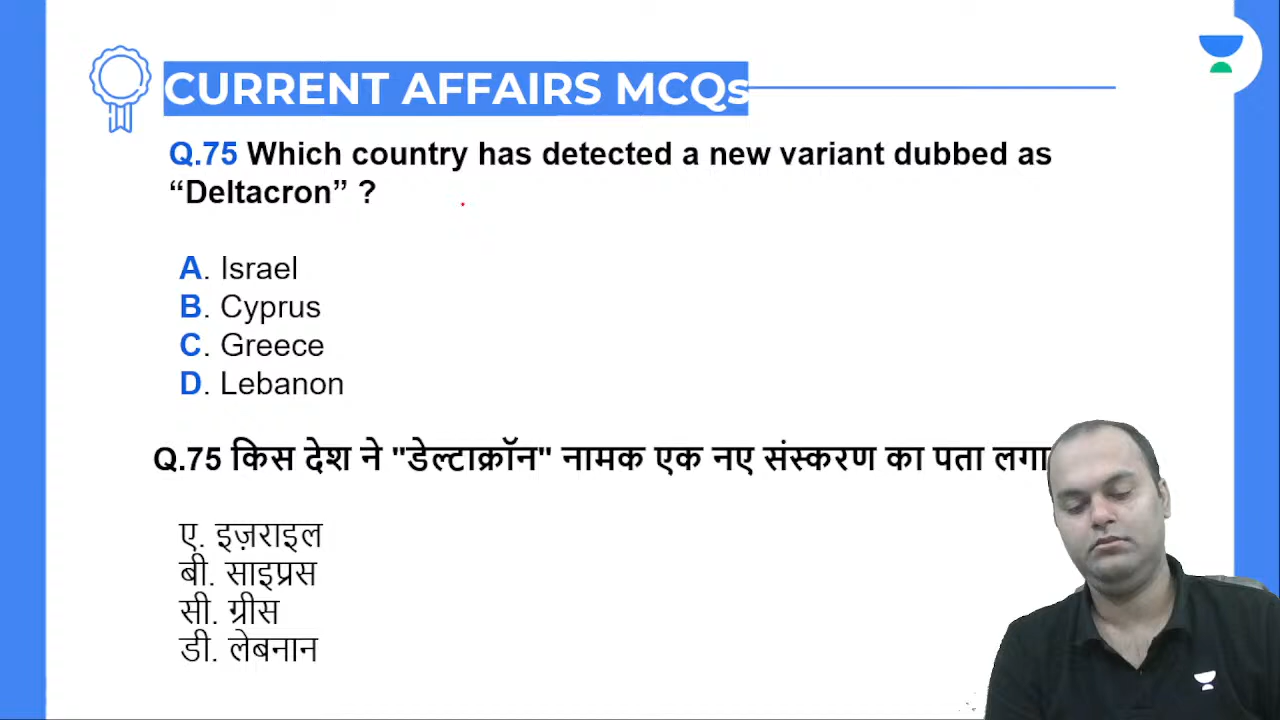 CURRENT AFFAIRS MCQs
Q.75 Which country has detected a new variant dubbed as
“Deltacron” ?
A. Israel
B. Cyprus
C. Greece
D. Lebanon
Q.75 किस देश ने "डेल्टाक्रॉन" नामक एक नए संस्करण का पता लगा
ए. इज़राइल
बी. साइप्रस
सी. ग्रीस
डी. लेबनान